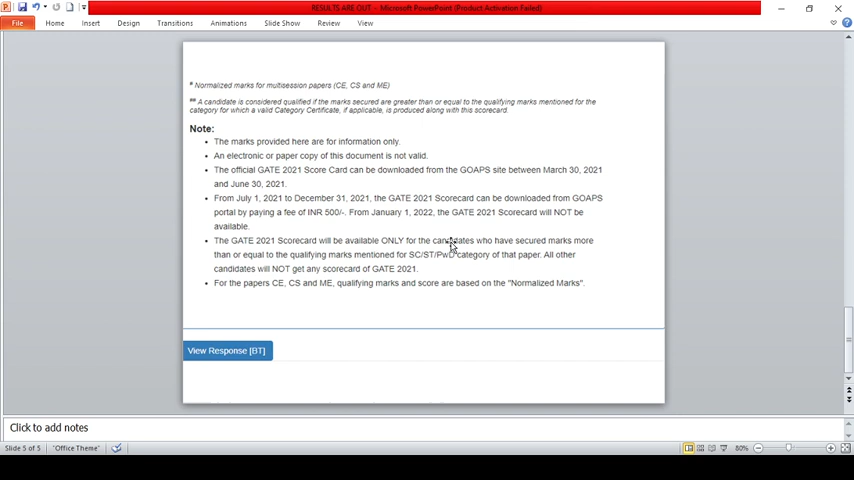 RESULTS ARE OUT - Microsoft PowerPoint (Product Activation Failed)
File Home Insert Design Transitions Animations Slide Show Review View
# Normalized marks for multisession papers (CE, CS and ME)
## A candidate is considered qualified if the marks secured are greater than or equal to the qualifying marks mentioned for the
category for which a valid Category Certificate, if applicable, is produced along with this scorecard.
Note:
• The marks provided here are for information only.
• An electronic or paper copy of this document is not valid.
• The official GATE 2021 Score Card can be downloaded from the GOAPS site between March 30, 2021
and June 30, 2021.
• From July 1, 2021 to December 31, 2021, the GATE 2021 Scorecard can be downloaded from GOAPS
portal by paying a fee of INR 500/-. From January 1, 2022, the GATE 2021 Scorecard will NOT be
available.
• The GATE 2021 Scorecard will be available ONLY for the candidates who have secured marks more
than or equal to the qualifying marks mentioned for SC/ST/PwD category of that paper. All other
candidates will NOT get any scorecard of GATE 2021.
• For the papers CE, CS and ME, qualifying marks and score are based on the "Normalized Marks".
View Response [BT]
Click to add notes
Slide 5 of 5 "Office Theme" 80%